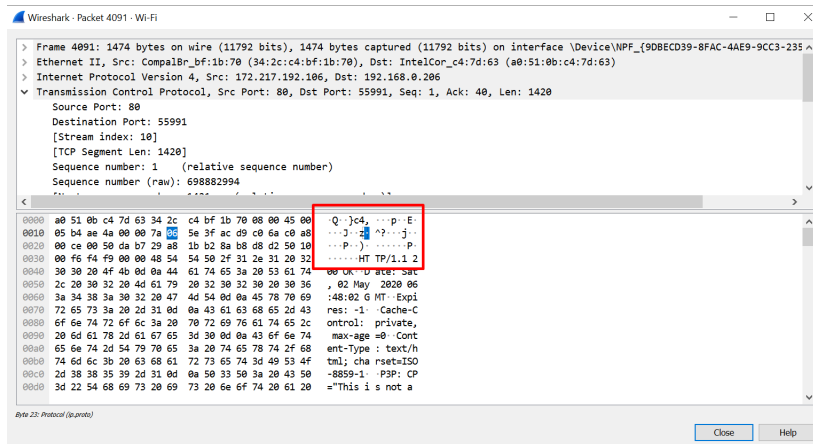 Wireshark · Packet 4091 · Wi-Fi
> Frame 4091: 1474 bytes on wire (11792 bits), 1474 bytes captured (11792 bits) on interface \Device\NPF_{9DBECD39-8FAC-4AE9-9CC3-235
> Ethernet II, Src: CompalBr_bf:1b:70 (34:2c:c4:bf:1b:70), Dst: IntelCor_c4:7d:63 (a0:51:0b:c4:7d:63)
> Internet Protocol Version 4, Src: 172.217.192.106, Dst: 192.168.0.206
Transmission Control Protocol, Src Port: 80, Dst Port: 55991, Seq: 1, Ack: 40, Len: 1420
Source Port: 80
Destination Port: 55991
[Stream index: 10]
[TCP Segment Len: 1420]
Sequence number: 1 (relative sequence number)
Sequence number (raw): 698882994
0000 a0 51 0b c4 7d 63 34 2c c4 bf 1b 70 08 00 45 00 ·Q··}c4, ···p··E·
0010 05 b4 ae 4a 00 00 7a 06 5e 3f ac d9 c0 6a c0 a8 ···J··z· ^?···j··
0020 00 ce 00 50 da b7 29 a8 1b b2 8a b8 d8 d2 50 10 ···P··)· ······P·
0030 00 f6 f4 f9 00 00 48 54 54 50 2f 31 2e 31 20 32 ······HT TP/1.1 2
0040 30 30 20 4f 4b 0d 0a 44 61 74 65 3a 20 53 61 74 00 OK··D ate: Sat
0050 2c 20 30 32 20 4d 61 79 20 32 30 32 30 20 30 36 , 02 May 2020 06
0060 3a 34 38 3a 30 32 20 47 4d 54 0d 0a 45 78 70 69 :48:02 G MT··Expi
0070 72 65 73 3a 20 2d 31 0d 0a 43 61 63 68 65 2d 43 res: -1· ·Cache-C
0080 6f 6e 74 72 6f 6c 3a 20 70 72 69 76 61 74 65 2c ontrol: private,
0090 20 6d 61 78 2d 61 67 65 3d 30 0d 0a 43 6f 6e 74 max-age =0··Cont
00a0 65 6e 74 2d 54 79 70 65 3a 20 74 65 78 74 2f 68 ent-Type : text/h
00b0 74 6d 6c 3b 20 63 68 61 72 73 65 74 3d 49 53 4f tml; cha rset=ISO
00c0 2d 38 38 35 39 2d 31 0d 0a 50 33 50 3a 20 43 50 -8859-1· ·P3P: CP
00d0 3d 22 54 68 69 73 20 69 73 20 6e 6f 74 20 61 20 ="This i s not a
Byte 23: Protocol (ip.proto)
Close Help